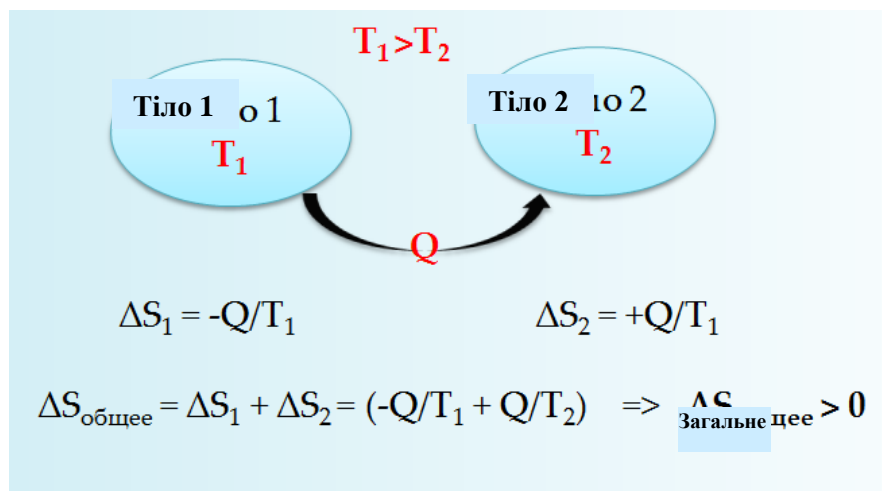 T₁>T₂
Тіло 1 о 1
Тіло 2 ло 2
T₁
T₂
Q
ΔS₁ = -Q/T₁
ΔS₂ = +Q/T₁
ΔSобщее = ΔS₁ + ΔS₂ = (-Q/T₁ + Q/T₂) => ΔS щее > 0
Загальне